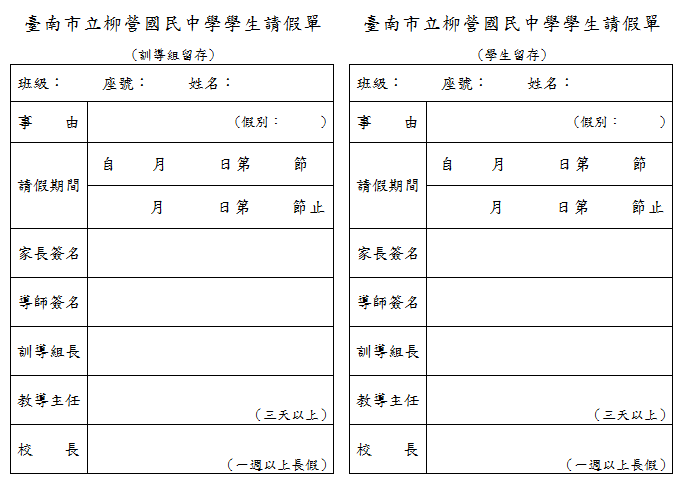 臺南市立柳營國民中學學生請假單
（訓導組留存）
班級： 座號： 姓名：
事 由 （假別： ）
請假期間
自 月 日第 節
月 日第 節止
家長簽名
導師簽名
訓導組長
教導主任 （三天以上）
校 長 （一週以上長假）
臺南市立柳營國民中學學生請假單
（學生留存）
班級： 座號： 姓名：
事 由 （假別： ）
請假期間
自 月 日第 節
月 日第 節止
家長簽名
導師簽名
訓導組長
教導主任 （三天以上）
校 長 （一週以上長假）